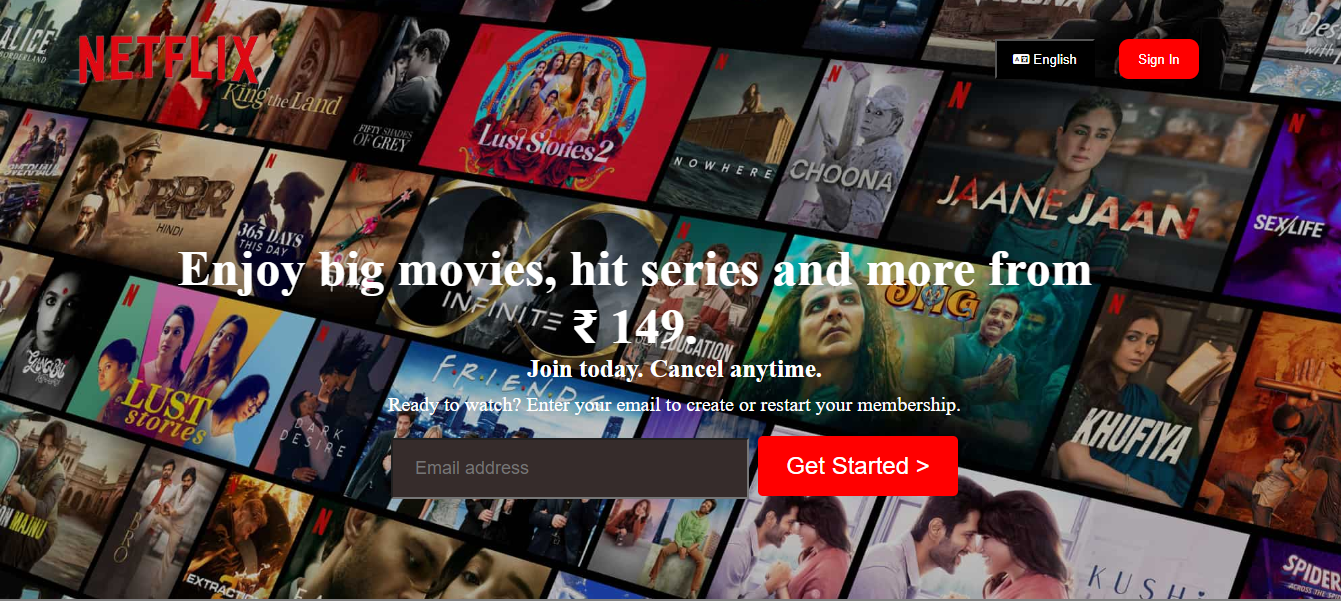 ALICE
IN BORDERLAND
NETFLIX
King the Land
FIFTY SHADES
OF GREY
Lust Stories 2
NOWHERE
CHOONA
JAANE JAAN
SEX/LIFE
English
Sign In
RRR
HINDI
365 DAYS
THIS DAY
INFINITE
OMG
EDUCATION
Enjoy big movies, hit series and more from
₹ 149.
Join today. Cancel anytime.
Ready to watch? Enter your email to create or restart your membership.
Email address
Get Started >
LUST
stories
DARK
DESIRE
F.R.I.E.N.D.S
KHUFIYA
BRO
EXTRACTION
KUSHI
SPIDER
ACROSS THE